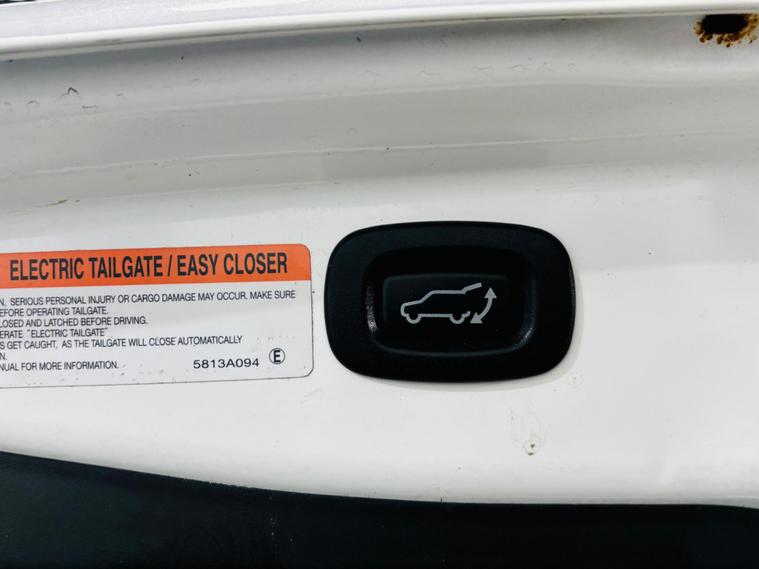 ELECTRIC TAILGATE / EASY CLOSER
N, SERIOUS PERSONAL INJURY OR CARGO DAMAGE MAY OCCUR. MAKE SURE
BEFORE OPERATING TAILGATE.
LOSED AND LATCHED BEFORE DRIVING.
ERATE "ELECTRIC TAILGATE"
S GET CAUGHT, AS THE TAILGATE WILL CLOSE AUTOMATICALLY
N.
NUAL FOR MORE INFORMATION.
5813A094 Ⓔ